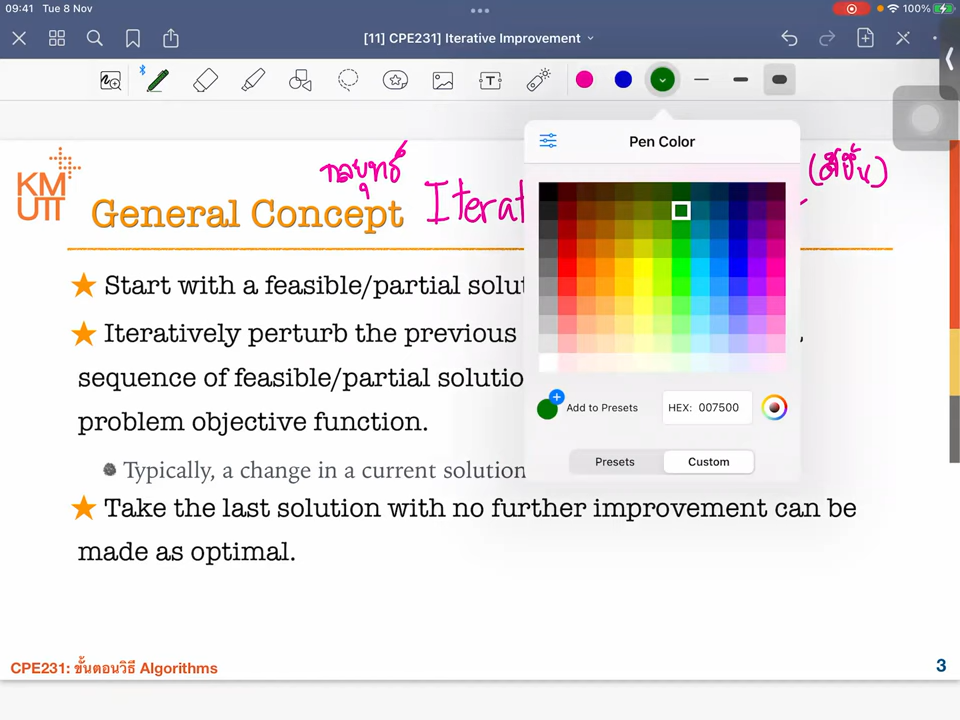 09:41 Tue 8 Nov
100%
[11] CPE231] Iterative Improvement
Pen Color
KM
UTT
กลยุทธ์
(ดีขึ้น)
General Concept Iterat
Start with a feasible/partial solut
Iteratively perturb the previous
sequence of feasible/partial solutio
problem objective function.
Add to Presets
HEX: 007500
Presets
Custom
Typically, a change in a current solution
Take the last solution with no further improvement can be
made as optimal.
CPE231: ขั้นตอนวิธี Algorithms
3